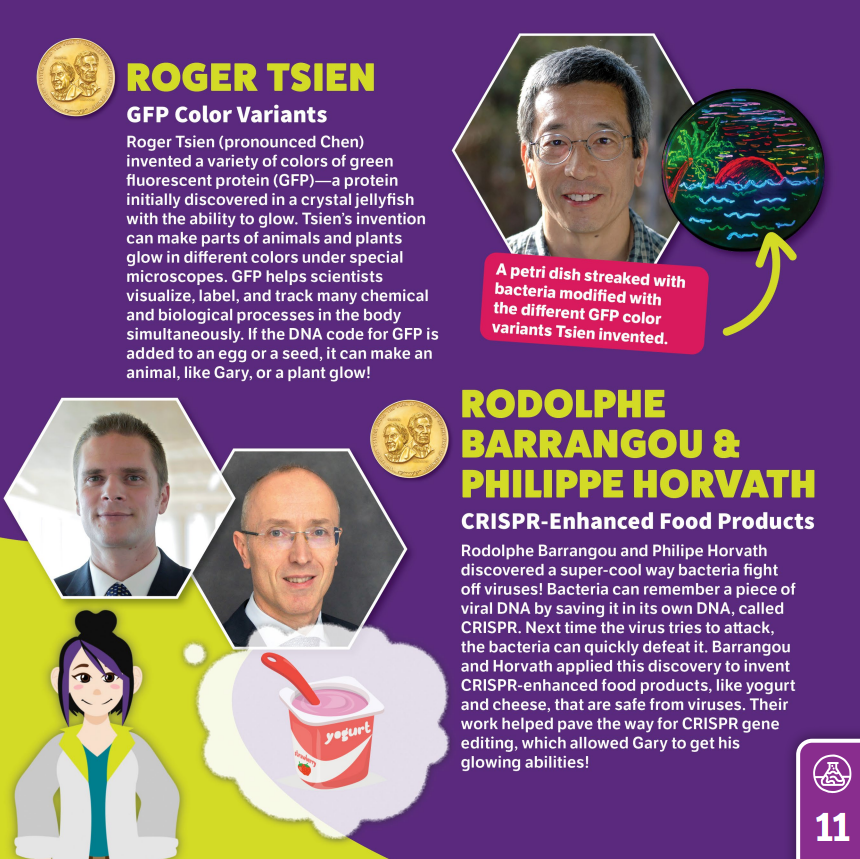 ROGER TSIEN
GFP Color Variants
Roger Tsien (pronounced Chen)
invented a variety of colors of green
fluorescent protein (GFP)—a protein
initially discovered in a crystal jellyfish
with the ability to glow. Tsien's invention
can make parts of animals and plants
glow in different colors under special
microscopes. GFP helps scientists
visualize, label, and track many chemical
and biological processes in the body
simultaneously. If the DNA code for GFP is
added to an egg or a seed, it can make an
animal, like Gary, or a plant glow!
A petri dish streaked with
bacteria modified with
the different GFP color
variants Tsien invented.
RODOLPHE
BARRANGOU &
PHILIPPE HORVATH
CRISPR-Enhanced Food Products
Rodolphe Barrangou and Philipe Horvath
discovered a super-cool way bacteria fight
off viruses! Bacteria can remember a piece of
viral DNA by saving it in its own DNA, called
CRISPR. Next time the virus tries to attack,
the bacteria can quickly defeat it. Barrangou
and Horvath applied this discovery to invent
CRISPR-enhanced food products, like yogurt
and cheese, that are safe from viruses. Their
work helped pave the way for CRISPR gene
editing, which allowed Gary to get his
glowing abilities!
yogurt
strawberry
11